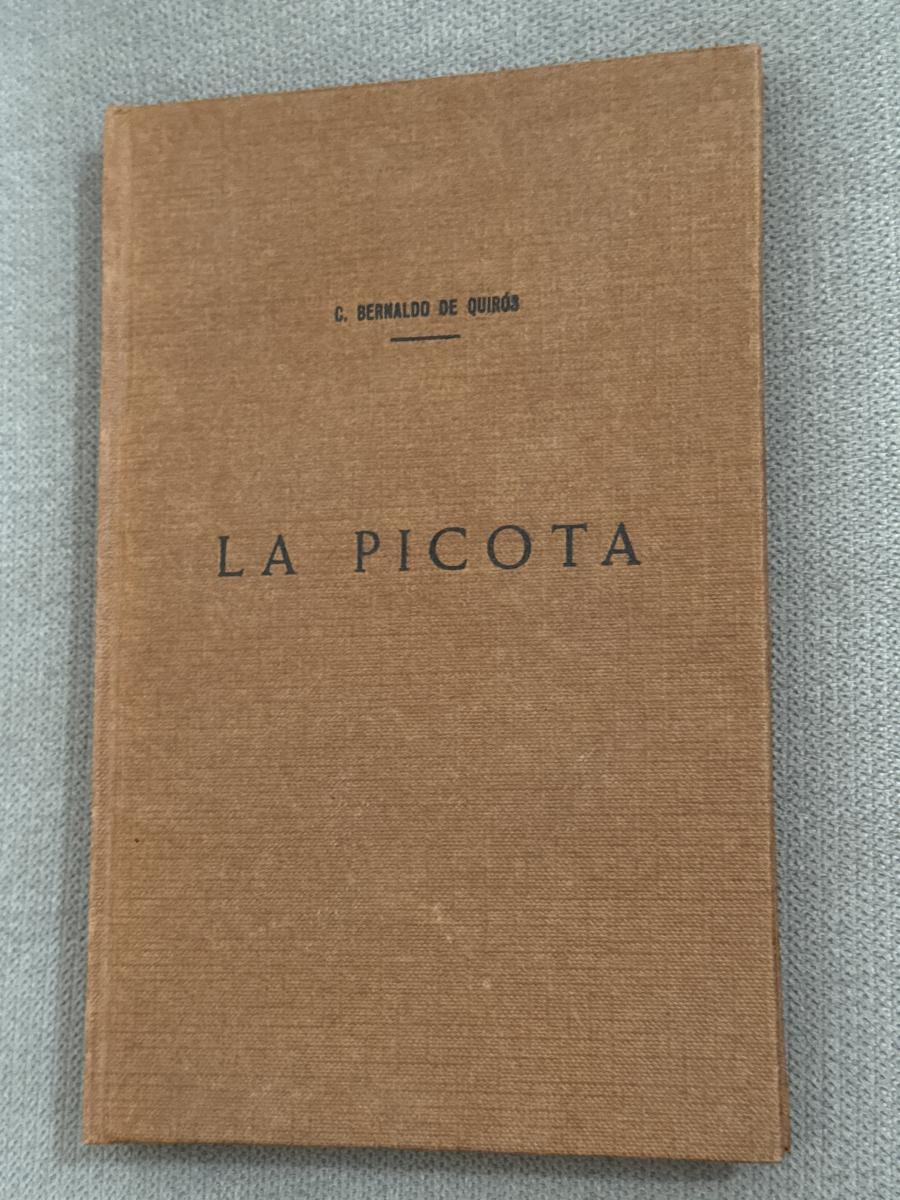 C. BERNALDO DE QUIRÓS
LA PICOTA